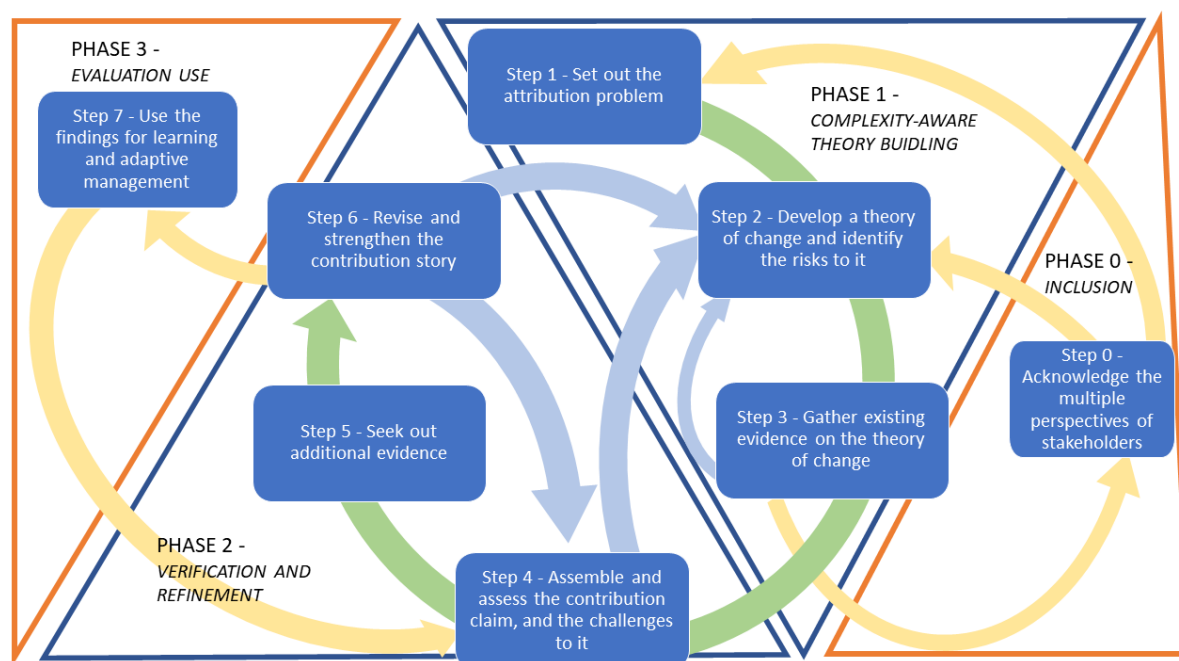 PHASE 3 -
EVALUATION USE
Step 7 - Use the
findings for learning
and adaptive
management
Step 6 - Revise and
strengthen the
contribution story
Step 5 - Seek out
additional evidence
PHASE 2 -
VERIFICATION AND
REFINEMENT
Step 4 - Assemble and
assess the contribution
claim, and the challenges
to it
Step 1 - Set out the
attribution problem
PHASE 1 -
COMPLEXITY-AWARE
THEORY BUIDLING
Step 2 - Develop a theory
of change and identify
the risks to it
Step 3 - Gather existing
evidence on the theory
of change
PHASE 0 -
INCLUSION
Step 0 -
Acknowledge the
multiple
perspectives of
stakeholders